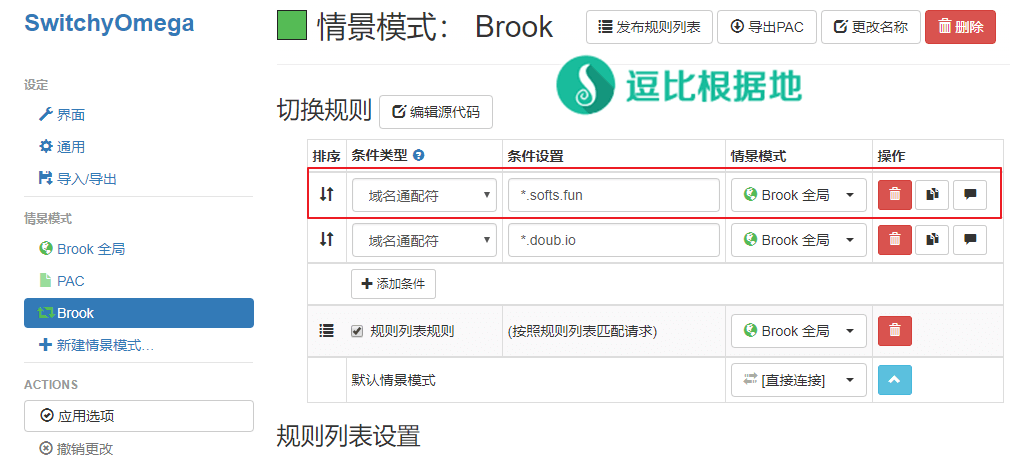 SwitchyOmega
设定
界面
通用
导入/导出
情景模式
Brook 全局
PAC
Brook
新建情景模式...
ACTIONS
应用选项
撤销更改
情景模式： Brook
发布规则列表 导出PAC 更改名称 删除
逗比根据地
切换规则 编辑源代码
排序 条件类型 条件设置 情景模式 操作
域名通配符 *.softs.fun Brook 全局
域名通配符 *.doub.io Brook 全局
添加条件
规则列表规则 (按照规则列表匹配请求) Brook 全局
默认情景模式 [直接连接]
规则列表设置